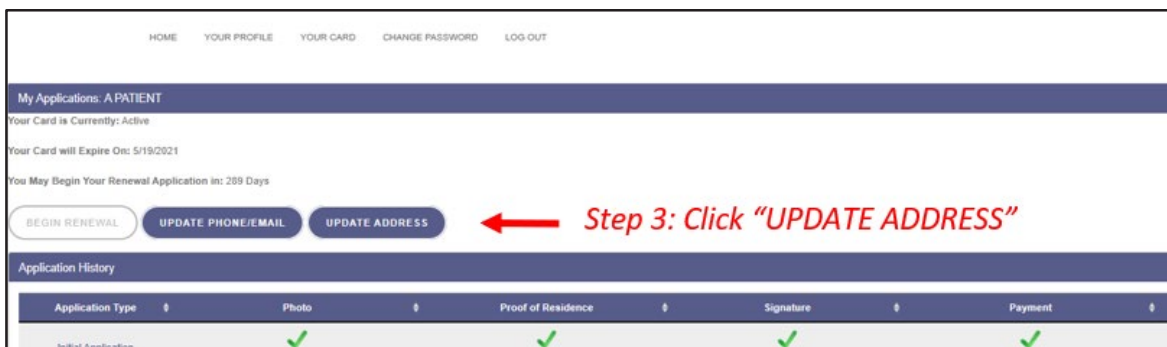 HOME YOUR PROFILE YOUR CARD CHANGE PASSWORD LOG OUT
My Applications: A PATIENT
Your Card is Currently: Active
Your Card will Expire On: 5/19/2021
You May Begin Your Renewal Application in: 289 Days
BEGIN RENEWAL UPDATE PHONE/EMAIL UPDATE ADDRESS Step 3: Click “UPDATE ADDRESS”
Application History
Application Type Photo Proof of Residence Signature Payment
Initial Application